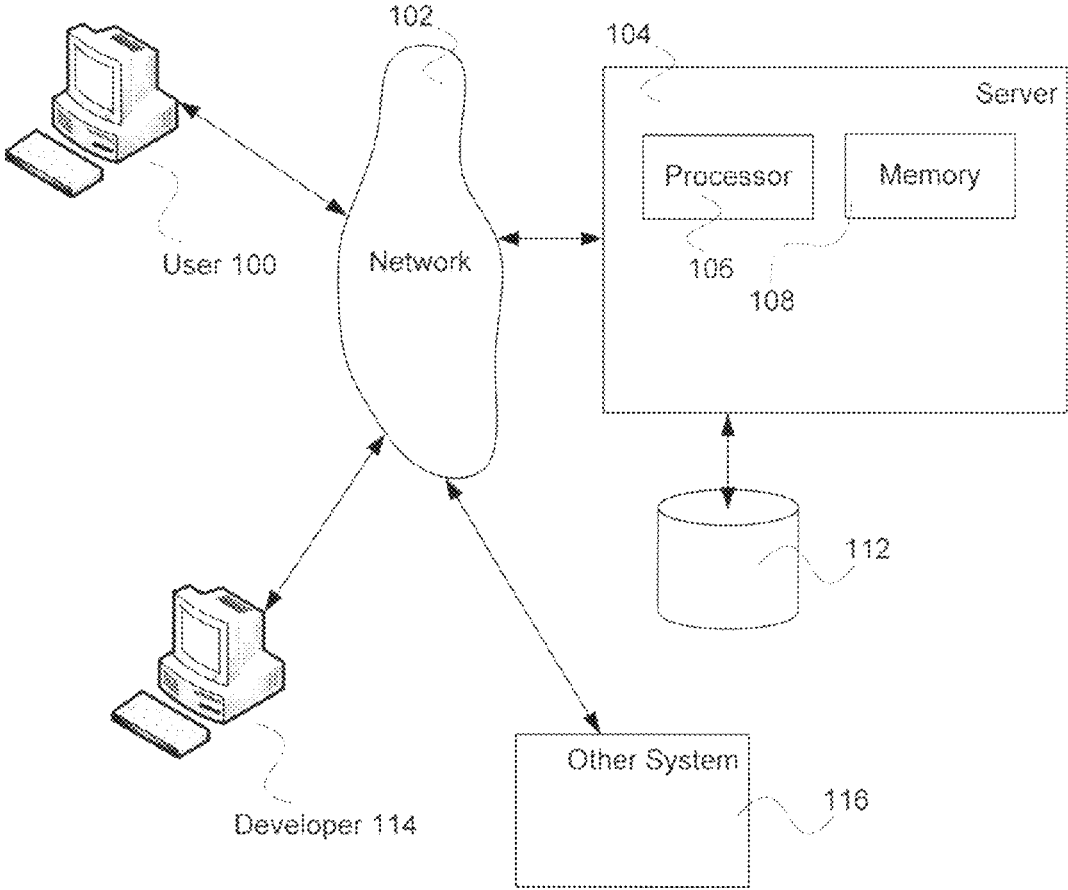 102
104
Server
Processor
Memory
User 100
Network
106
108
112
Other System
116
Developer 114